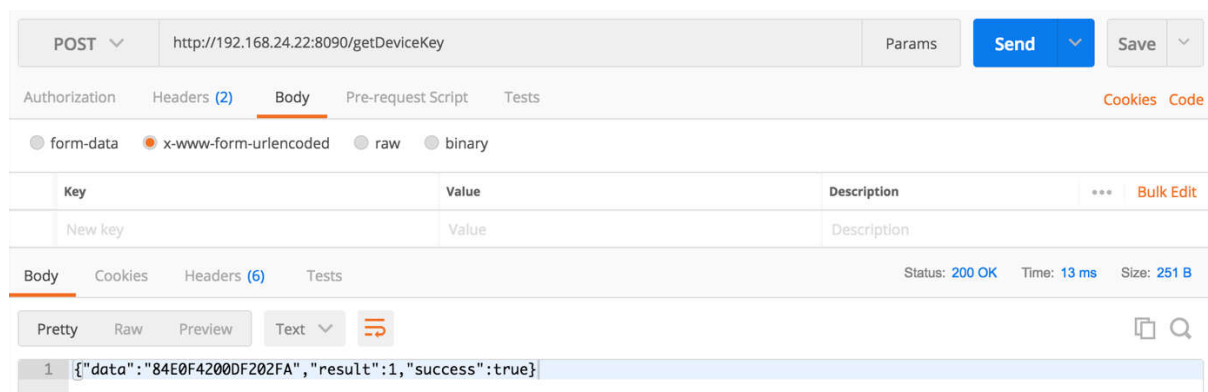 POST http://192.168.24.22:8090/getDeviceKey Params Send Save
Authorization Headers (2) Body Pre-request Script Tests Cookies Code
form-data x-www-form-urlencoded raw binary
Key Value Description ••• Bulk Edit
New key Value Description
Body Cookies Headers (6) Tests Status: 200 OK Time: 13 ms Size: 251 B
Pretty Raw Preview Text
1 {"data":"84E0F4200DF202FA","result":1,"success":true}